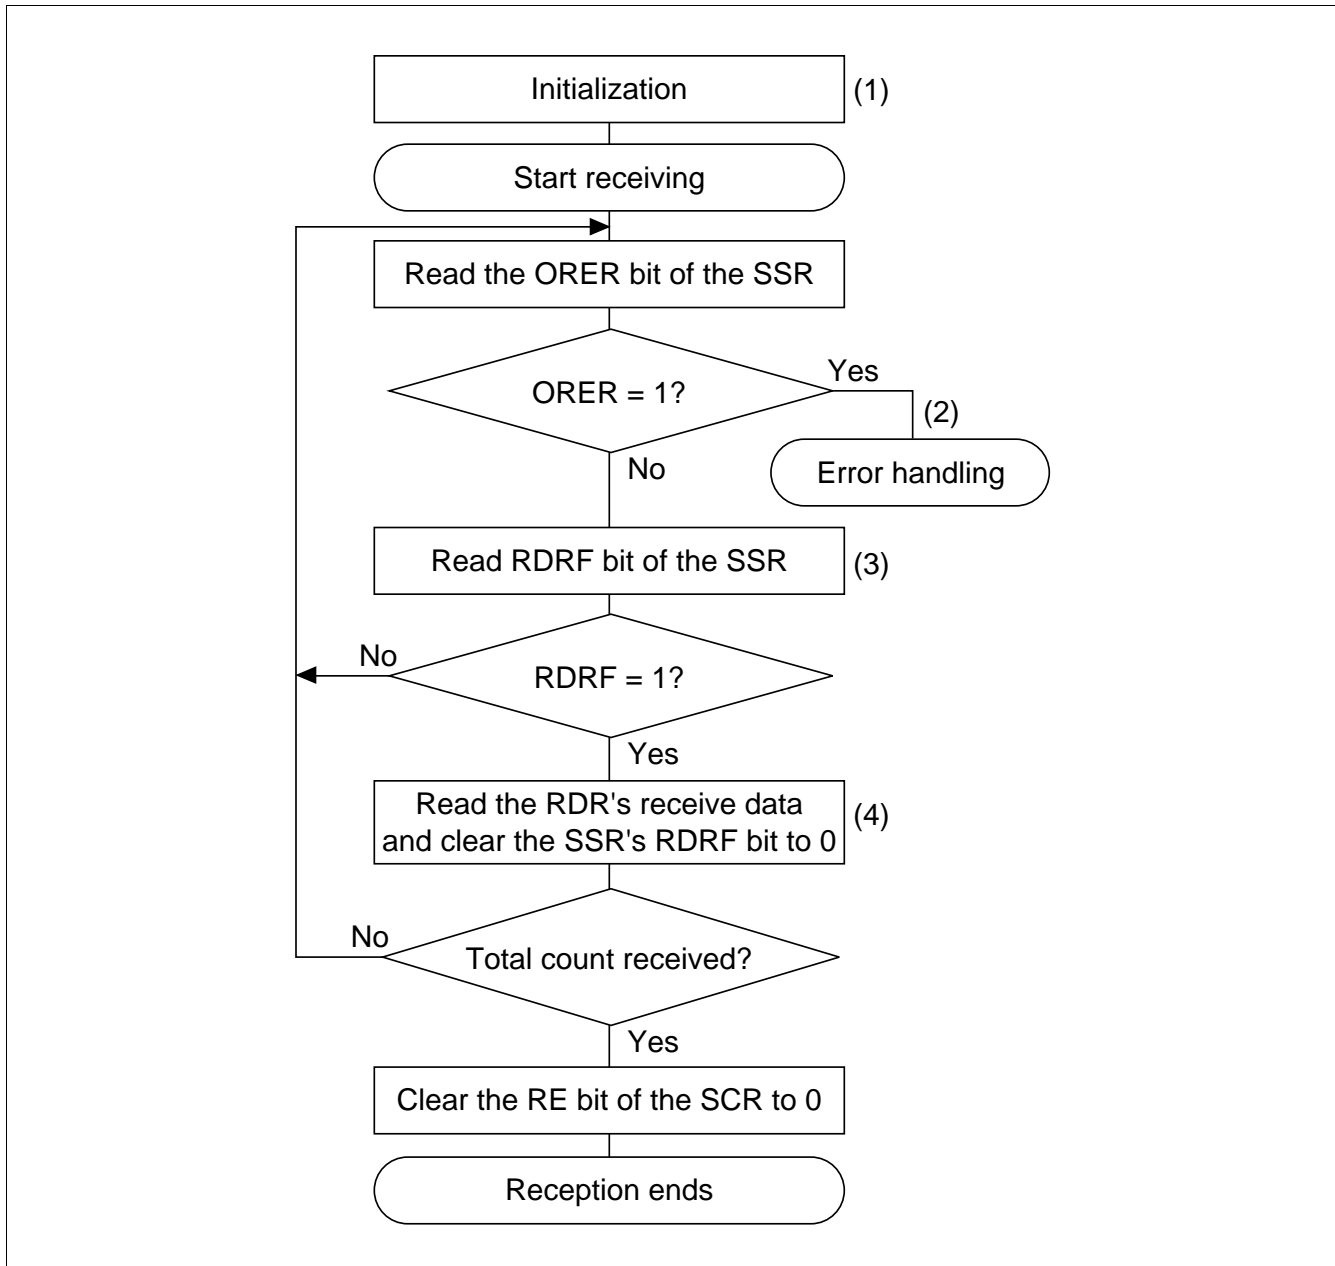 Initialization
(1)
Start receiving
Read the ORER bit of the SSR
ORER = 1?
Yes
(2)
Error handling
No
Read RDRF bit of the SSR
(3)
No
RDRF = 1?
Yes
Read the RDR's receive data
and clear the SSR's RDRF bit to 0
(4)
No
Total count received?
Yes
Clear the RE bit of the SCR to 0
Reception ends